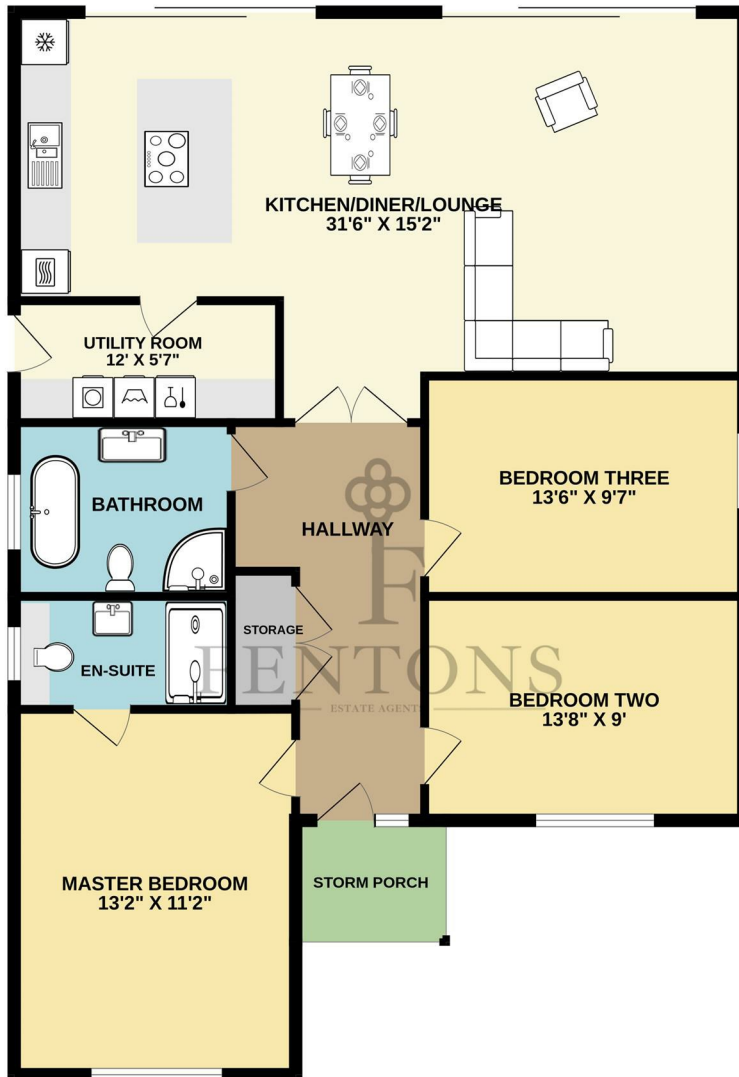 KITCHEN/DINER/LOUNGE
31'6" X 15'2"
UTILITY ROOM
12' X 5'7"
BATHROOM
HALLWAY
BEDROOM THREE
13'6" X 9'7"
STORAGE
EN-SUITE
F
FENTONS
ESTATE AGENTS
BEDROOM TWO
13'8" X 9'
MASTER BEDROOM
13'2" X 11'2"
STORM PORCH